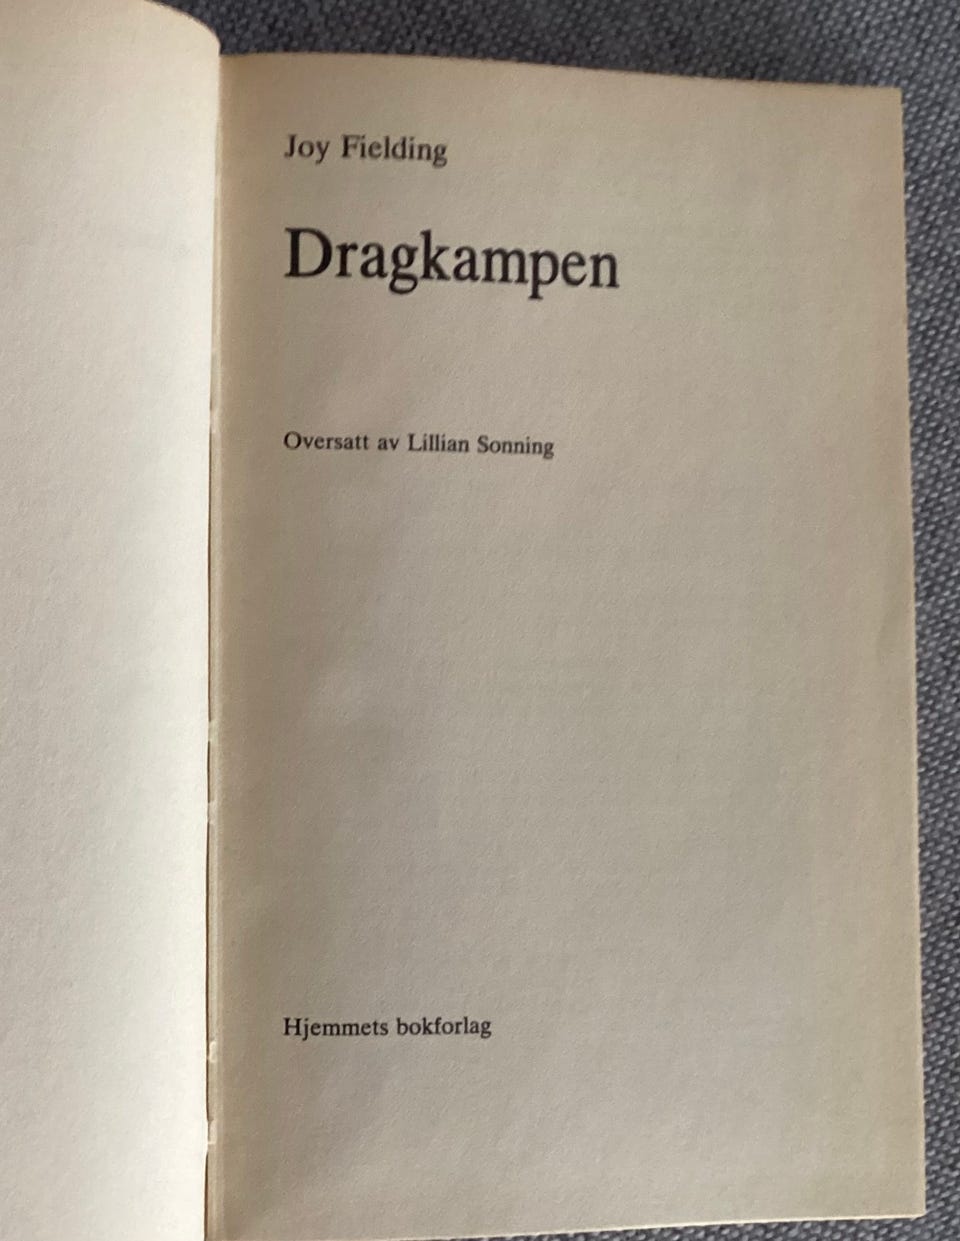 Joy Fielding
Dragkampen
Oversatt av Lillian Sonning
Hjemmets bokforlag